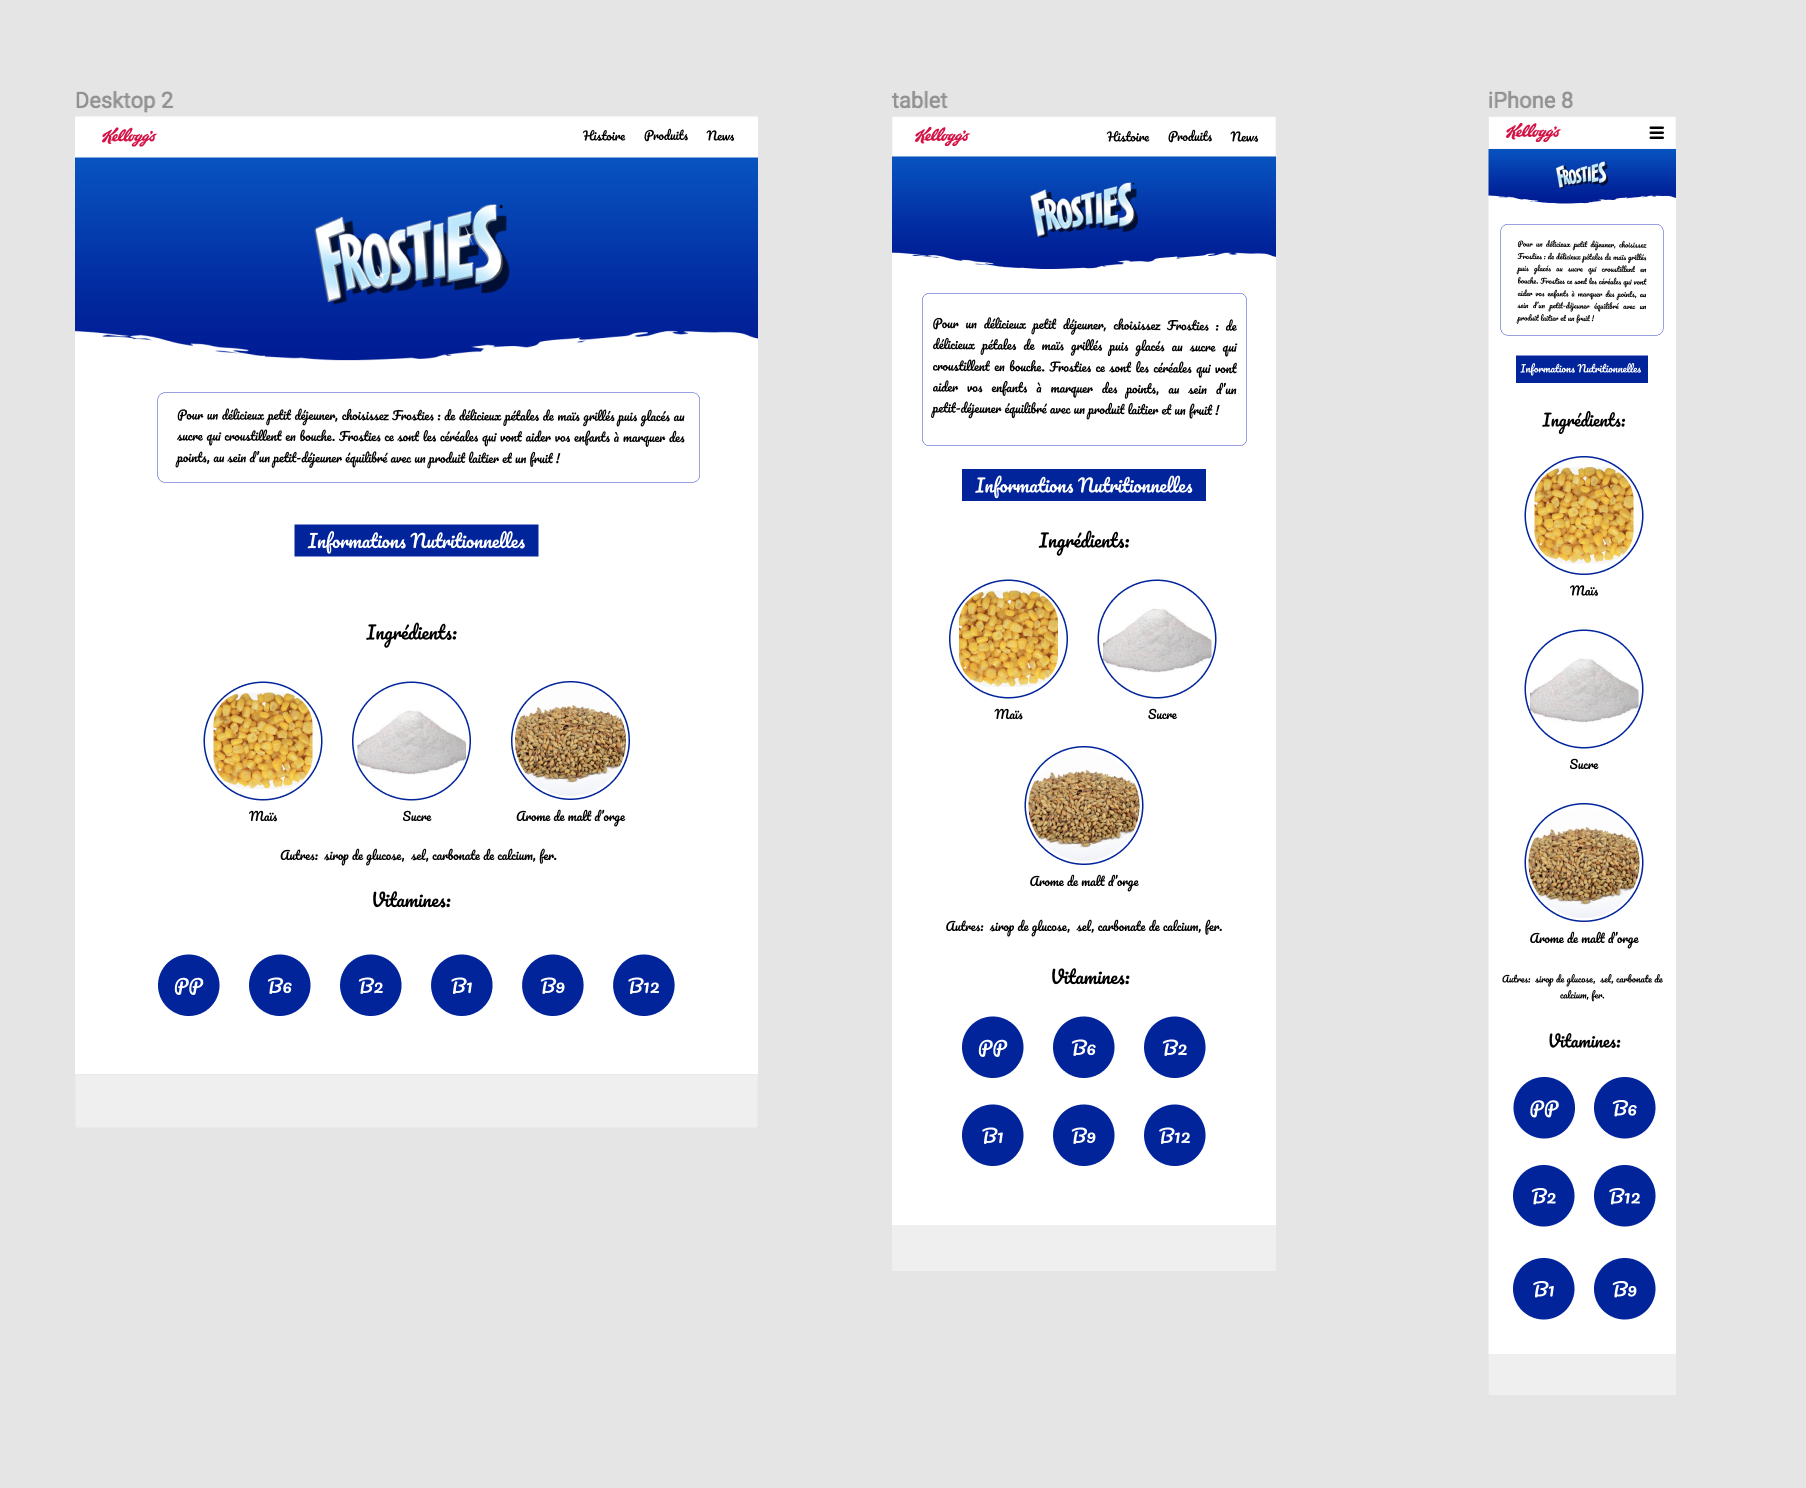 Desktop 2
Kellogg's
Histoire Produits News
FROSTIES
Pour un délicieux petit déjeuner, choisissez Frosties : de délicieux pétales de maïs grillés puis glacés au
sucre qui croustillent en bouche. Frosties ce sont les céréales qui vont aider vos enfants à marquer des
points, au sein d'un petit-déjeuner équilibré avec un produit laitier et un fruit !
Informations Nutritionnelles
Ingrédients:
Maïs Sucre Arome de malt d'orge
Autres: sirop de glucose, sel, carbonate de calcium, fer.
Vitamines:
PP B6 B2 B1 B9 B12
tablet
Kellogg's
Histoire Produits News
FROSTIES
Pour un délicieux petit déjeuner, choisissez Frosties : de
délicieux pétales de maïs grillés puis glacés au sucre qui
croustillent en bouche. Frosties ce sont les céréales qui vont
aider vos enfants à marquer des points, au sein d'un
petit-déjeuner équilibré avec un produit laitier et un fruit !
Informations Nutritionnelles
Ingrédients:
Maïs Sucre
Arome de malt d'orge
Autres: sirop de glucose, sel, carbonate de calcium, fer.
Vitamines:
PP B6 B2
B1 B9 B12
iPhone 8
Kellogg's
FROSTIES
Pour un délicieux petit déjeuner, choisissez
Frosties : de délicieux pétales de maïs grillés
puis glacés au sucre qui croustillent en
bouche. Frosties ce sont les céréales qui vont
aider vos enfants à marquer des points, au
sein d'un petit-déjeuner équilibré avec un
produit laitier et un fruit !
Informations Nutritionnelles
Ingrédients:
Maïs
Sucre
Arome de malt d'orge
Autres: sirop de glucose, sel, carbonate de
calcium, fer.
Vitamines:
PP B6
B2 B12
B1 B9